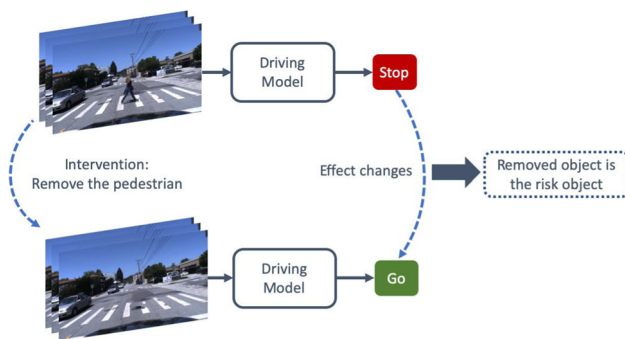 Driving
Model
Stop
Intervention:
Remove the pedestrian
Effect changes
Removed object is
the risk object
Driving
Model
Go